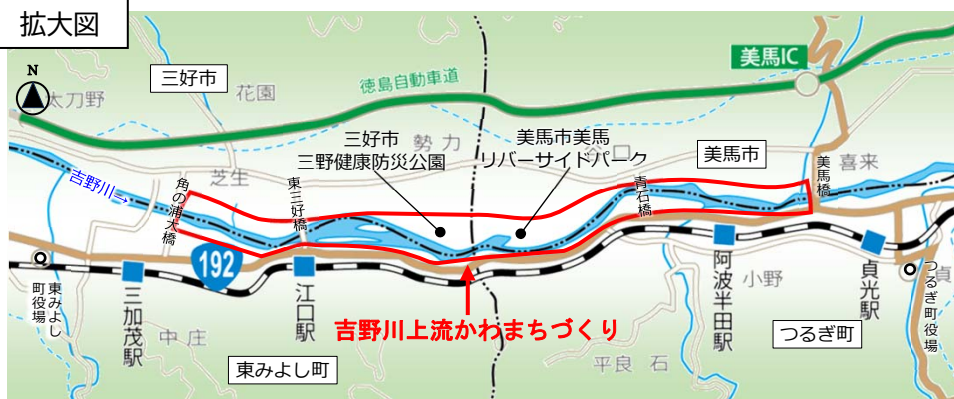 拡大図
N
三好市
美馬IC
徳島自動車道
太刀野
花園
三好市
三野健康防災公園
勢力
美馬市美馬
リバーサイドパーク
谷口
美馬市
美馬橋
喜来
吉野川→
芝生
角の浦大橋
東三好橋
青石橋
192
東みよし
町役場
三加茂駅
江口駅
阿波半田駅
小野
貞光駅
貞
つるぎ町役場
中庄
吉野川上流かわまちづくり
つるぎ町
東みよし町
平良石